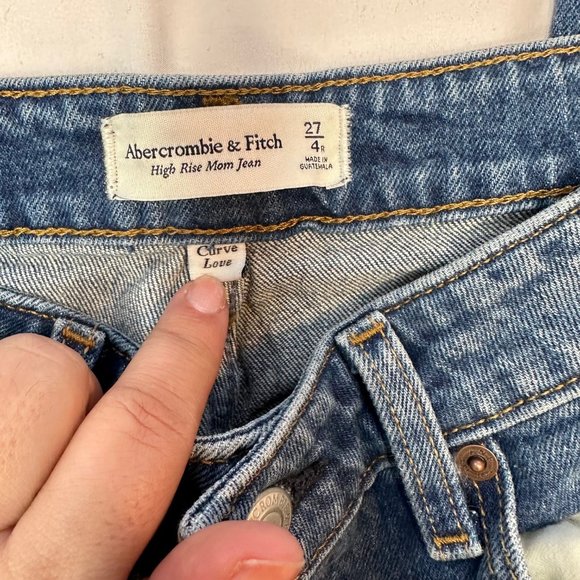 Abercrombie & Fitch
High Rise Mom Jean
27
4R
MADE IN
GUATEMALA
Curve
Love